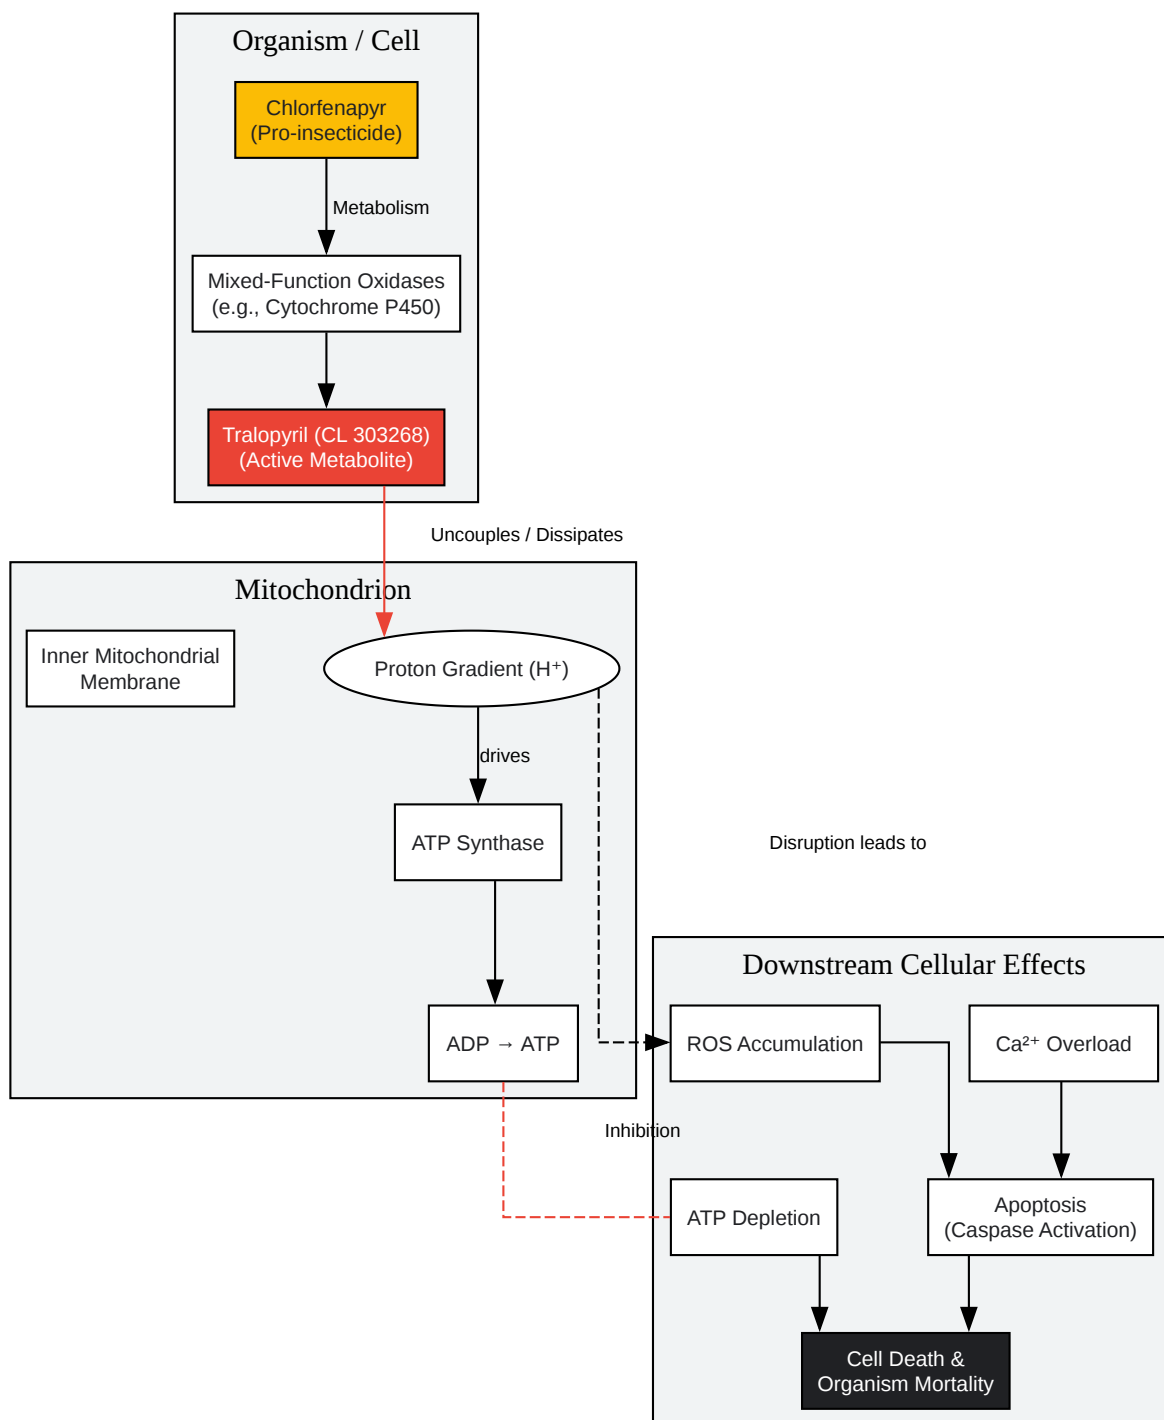 Organism / Cell
Chlorfenapyr
(Pro-insecticide)
Metabolism
Mixed-Function Oxidases
(e.g., Cytochrome P450)
Tralopyril (CL 303268)
(Active Metabolite)
Uncouples / Dissipates
Mitochondrion
Inner Mitochondrial
Membrane
Proton Gradient (H⁺)
drives
ATP Synthase
Disruption leads to
ADP → ATP
Downstream Cellular Effects
ROS Accumulation
Ca²⁺ Overload
Inhibition
ATP Depletion
Apoptosis
(Caspase Activation)
Cell Death &
Organism Mortality